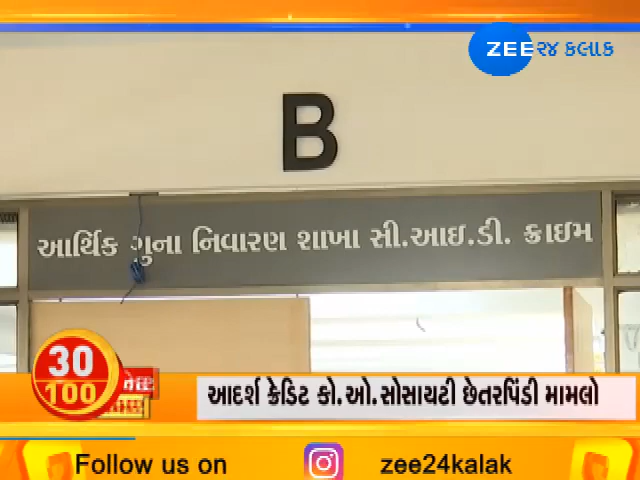 ZEE ૨૪ કલાક
B
આર્થિક ગુના નિવારણ શાખા સી.આઇ.ડી. ક્રાઇમ
30
100
આદર્શ ક્રેડિટ કો.ઓ.સોસાયટી છેતરપિંડી મામલો
Follow us on zee24kalak